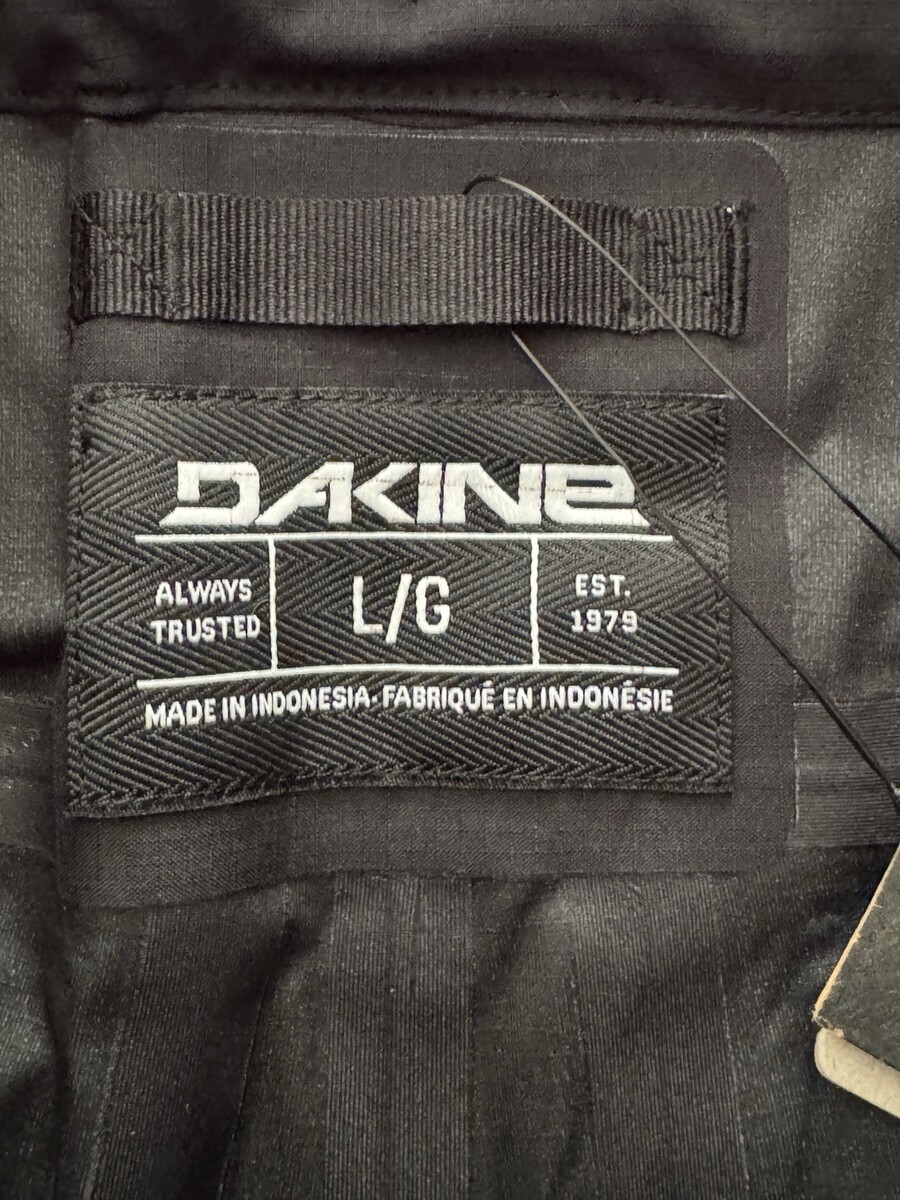 DAKINE
ALWAYS
TRUSTED
L/G
EST.
1979
MADE IN INDONESIA· FABRIQUÉ EN INDONÉSIE